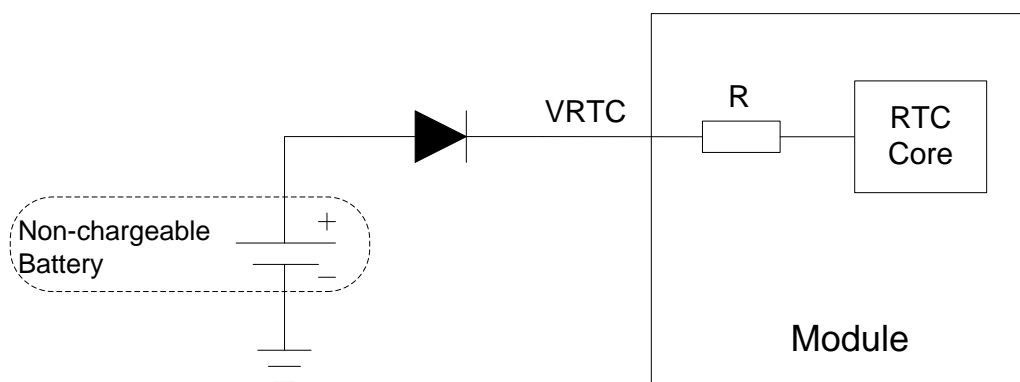 VRTC
R
RTC
Core
Non-chargeable
Battery
+
−
Module